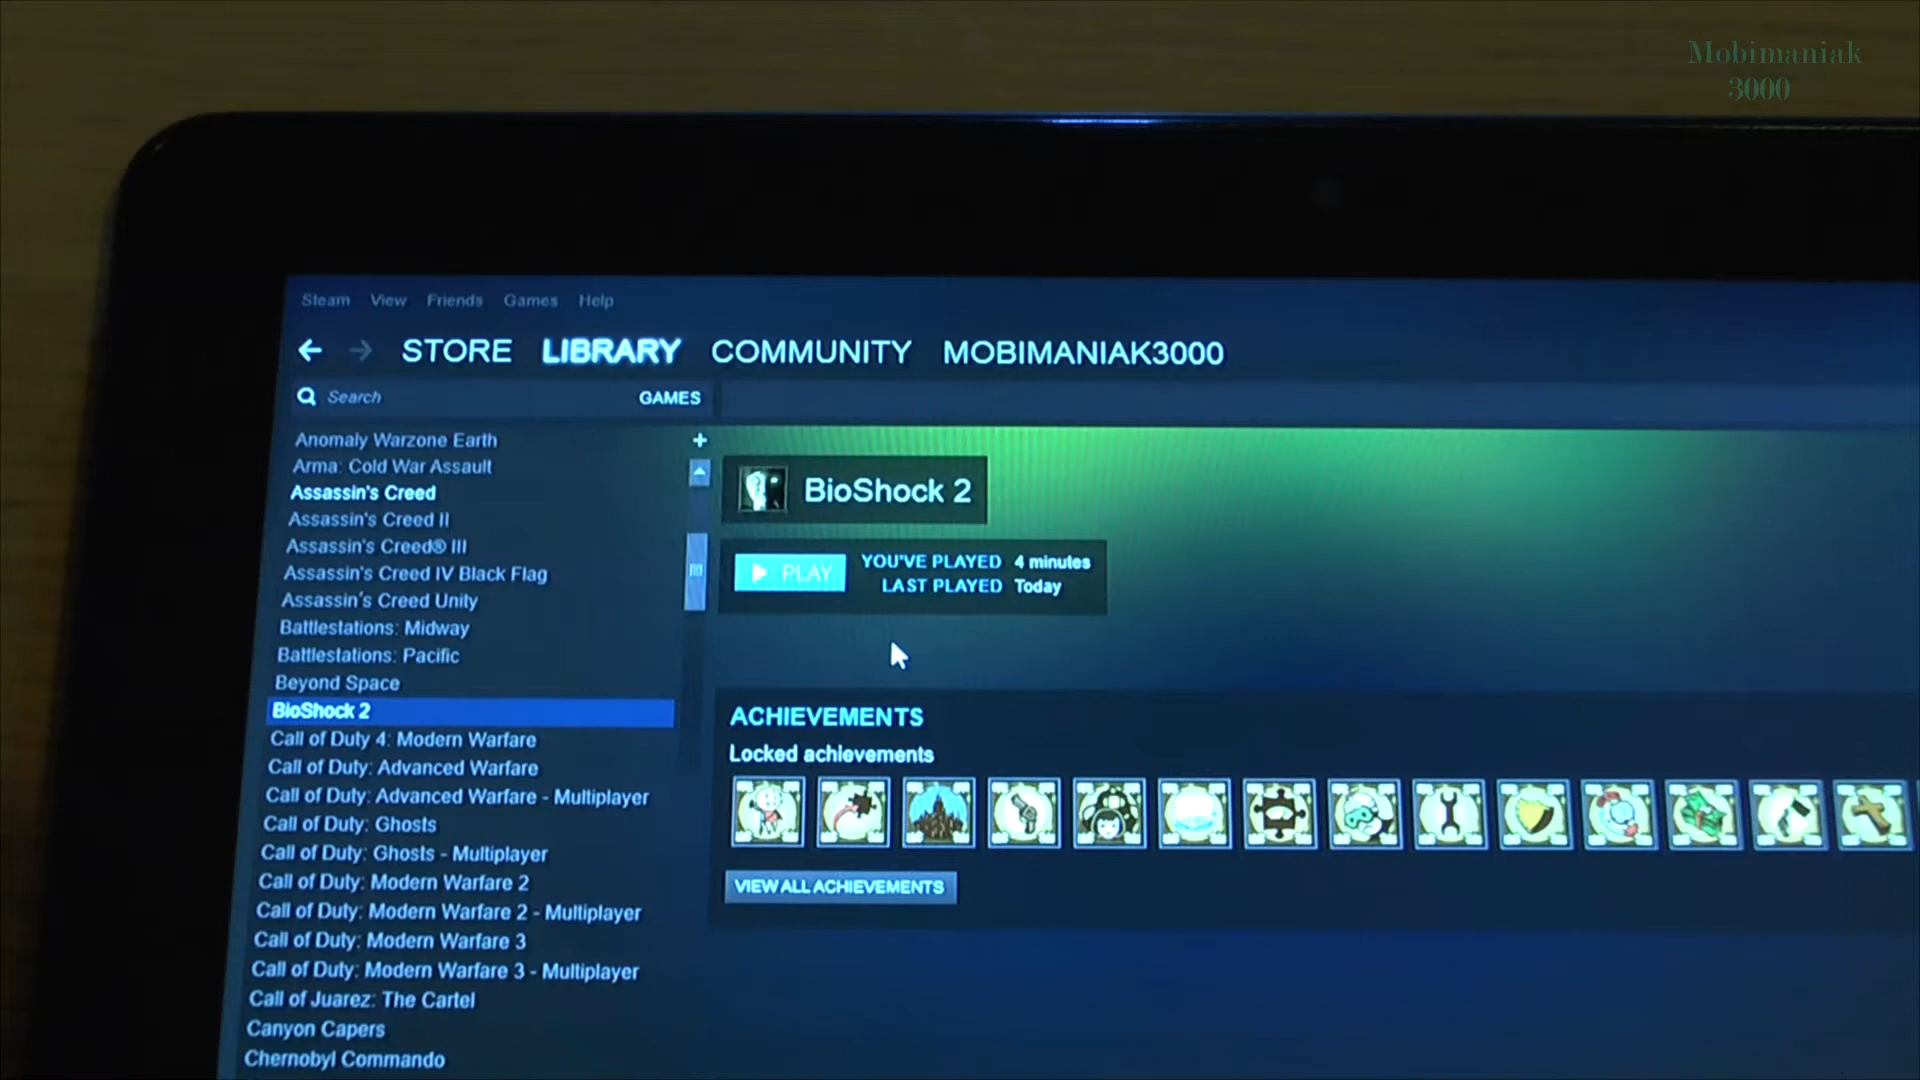 Mobimaniak
3000
Steam View Friends Games Help
STORE LIBRARY COMMUNITY MOBIMANIAK3000
Search GAMES
Anomaly Warzone Earth
Arma: Cold War Assault
Assassin's Creed
Assassin's Creed II
Assassin's Creed® III
Assassin's Creed IV Black Flag
Assassin's Creed Unity
Battlestations: Midway
Battlestations: Pacific
Beyond Space
BioShock 2
Call of Duty 4: Modern Warfare
Call of Duty: Advanced Warfare
Call of Duty: Advanced Warfare - Multiplayer
Call of Duty: Ghosts
Call of Duty: Ghosts - Multiplayer
Call of Duty: Modern Warfare 2
Call of Duty: Modern Warfare 2 - Multiplayer
Call of Duty: Modern Warfare 3
Call of Duty: Modern Warfare 3 - Multiplayer
Call of Juarez: The Cartel
Canyon Capers
Chernobyl Commando
BioShock 2
PLAY
YOU'VE PLAYED 4 minutes
LAST PLAYED Today
ACHIEVEMENTS
Locked achievements
VIEW ALL ACHIEVEMENTS